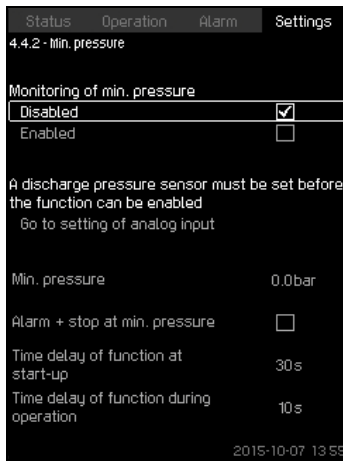 Status Operation Alarm Settings
4.4.2 - Min. pressure
Monitoring of min. pressure
Disabled
Enabled
A discharge pressure sensor must be set before
the function can be enabled
Go to setting of analog input
Min. pressure 0.0bar
Alarm + stop at min. pressure
Time delay of function at
start-up 30s
Time delay of function during
operation 10s
2015-10-07 13:55